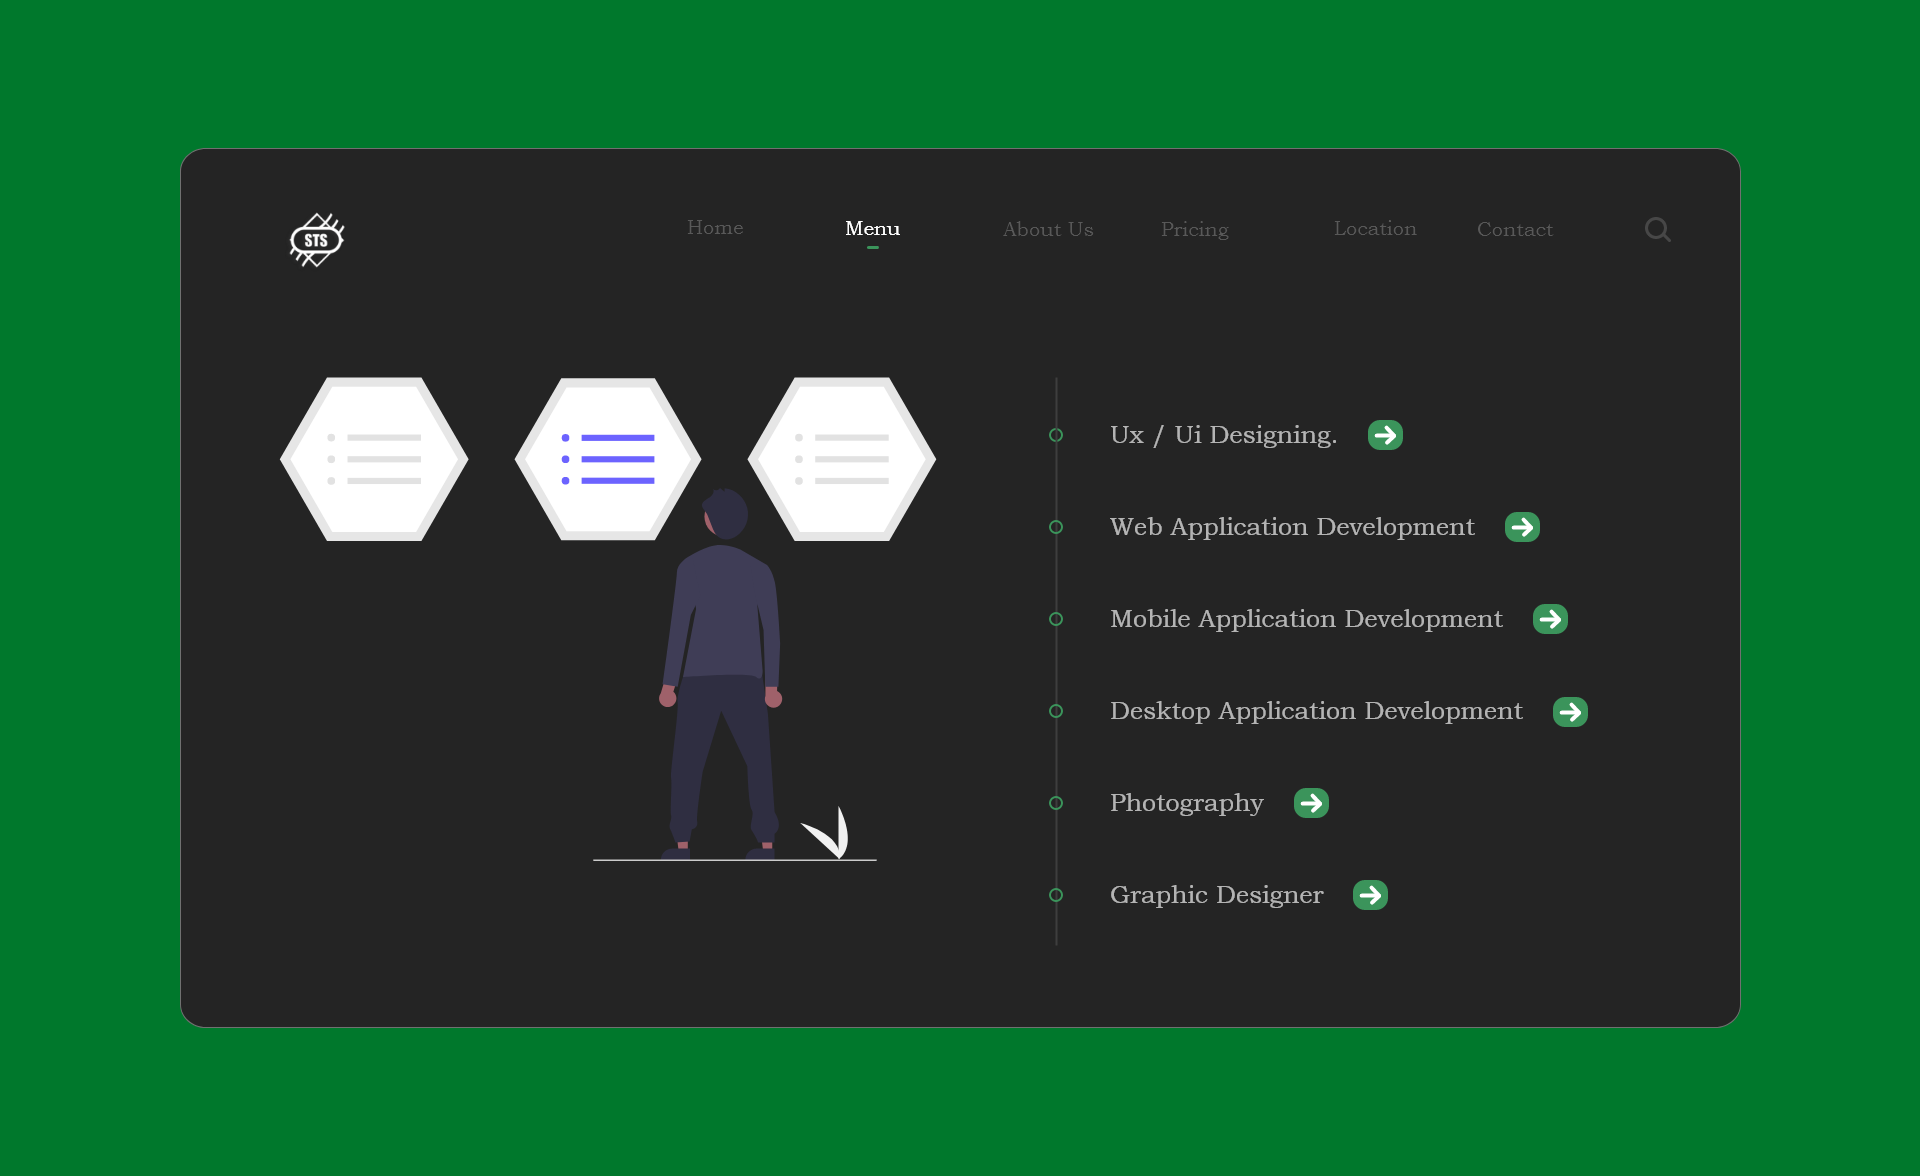 STS
Home
Menu
About Us
Pricing
Location
Contact
Ux / Ui Designing.
Web Application Development
Mobile Application Development
Desktop Application Development
Photography
Graphic Designer